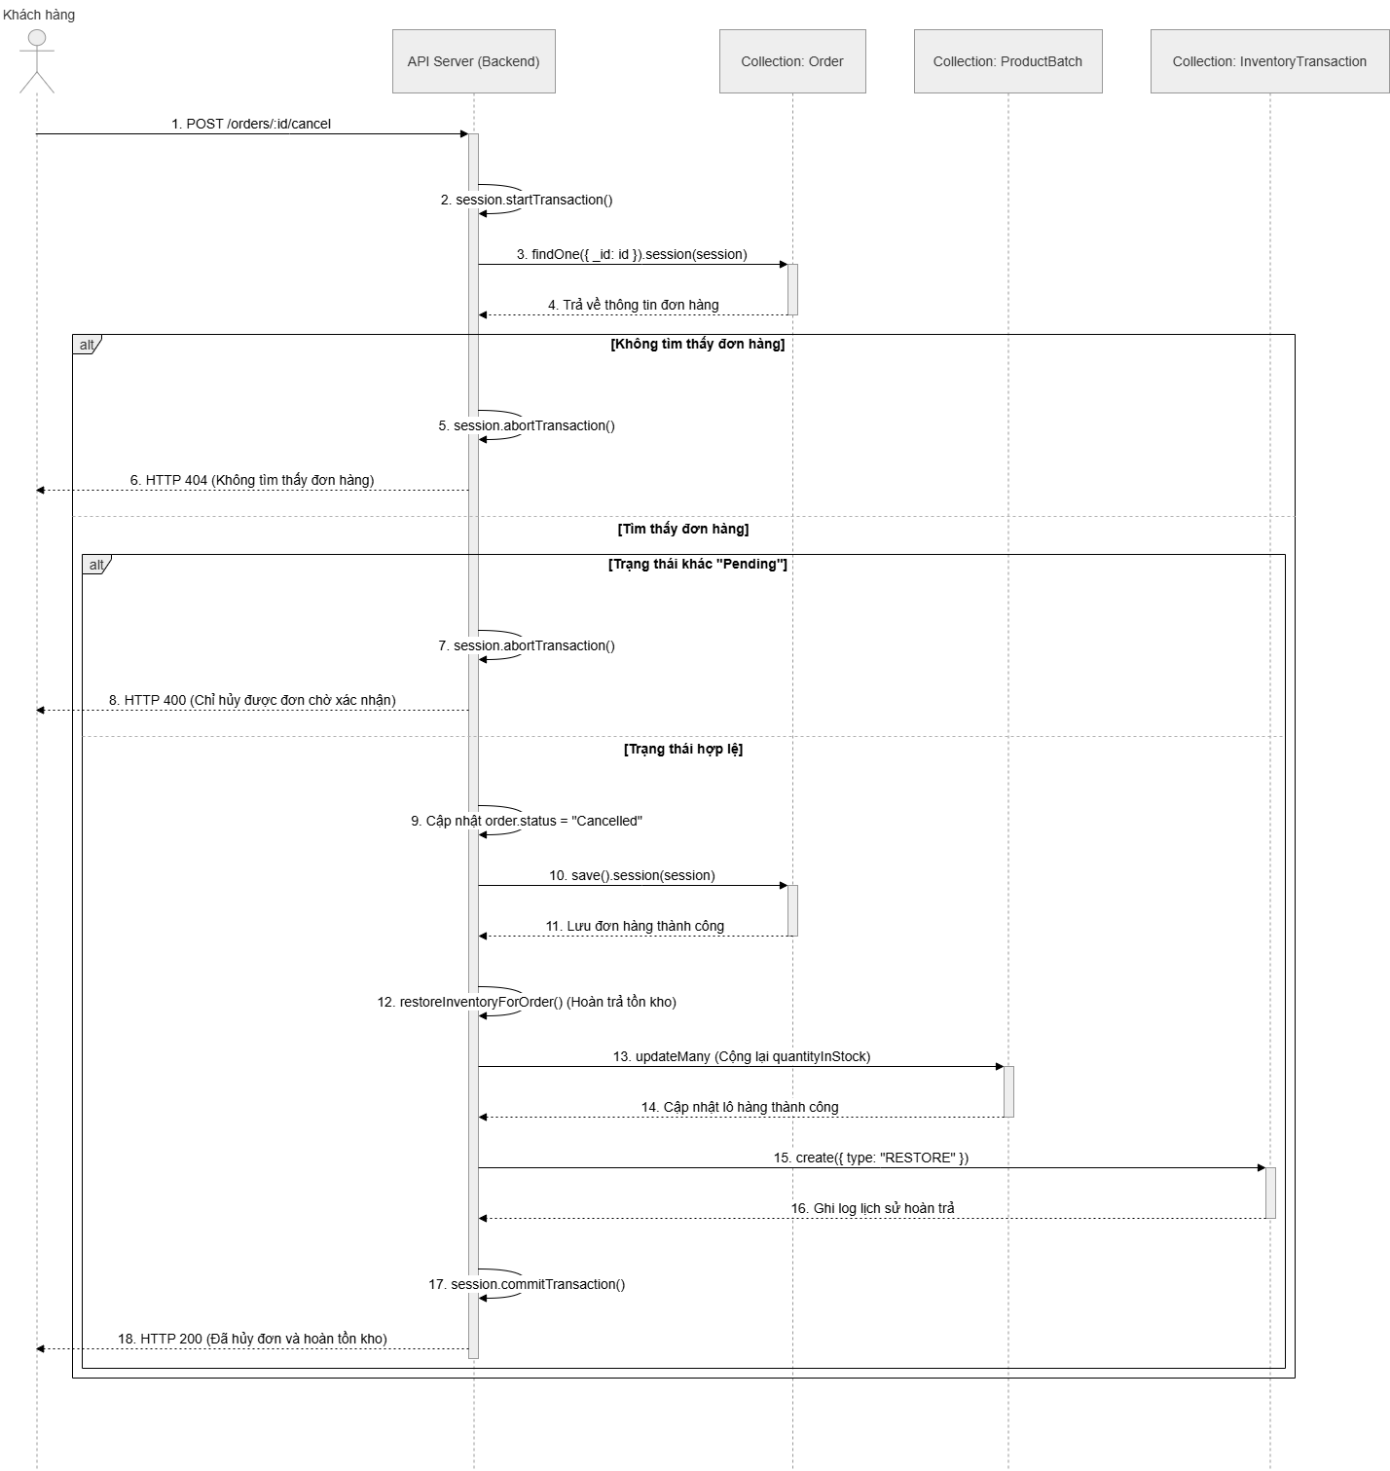 Khách hàng
API Server (Backend)
Collection: Order
Collection: ProductBatch
Collection: InventoryTransaction
1. POST /orders/:id/cancel
2. session.startTransaction()
3. findOne({ _id: id }).session(session)
4. Trả về thông tin đơn hàng
alt
[Không tìm thấy đơn hàng]
5. session.abortTransaction()
6. HTTP 404 (Không tìm thấy đơn hàng)
[Tìm thấy đơn hàng]
alt
[Trạng thái khác "Pending"]
7. session.abortTransaction()
8. HTTP 400 (Chỉ hủy được đơn chờ xác nhận)
[Trạng thái hợp lệ]
9. Cập nhật order.status = "Cancelled"
10. save().session(session)
11. Lưu đơn hàng thành công
12. restoreInventoryForOrder() (Hoàn trả tồn kho)
13. updateMany (Cộng lại quantityInStock)
14. Cập nhật lô hàng thành công
15. create({ type: "RESTORE" })
16. Ghi log lịch sử hoàn trả
17. session.commitTransaction()
18. HTTP 200 (Đã hủy đơn và hoàn tồn kho)